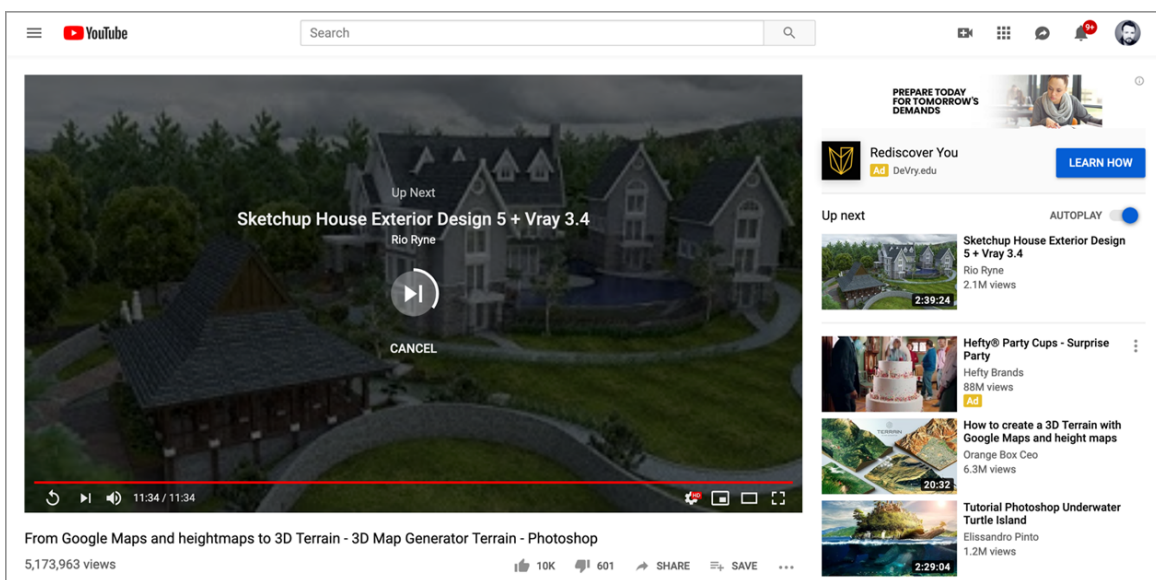 YouTube
Search
9+
Up Next
Sketchup House Exterior Design 5 + Vray 3.4
Rio Ryne
CANCEL
11:34 / 11:34
HD
From Google Maps and heightmaps to 3D Terrain - 3D Map Generator Terrain - Photoshop
5,173,963 views
10K
601
SHARE
SAVE
PREPARE TODAY
FOR TOMORROW'S
DEMANDS
Rediscover You
Ad DeVry.edu
LEARN HOW
Up next
AUTOPLAY
Sketchup House Exterior Design
5 + Vray 3.4
Rio Ryne
2.1M views
2:39:24
Hefty® Party Cups - Surprise
Party
Hefty Brands
88M views
Ad
How to create a 3D Terrain with
Google Maps and height maps
Orange Box Ceo
6.3M views
TERRAIN
20:32
Tutorial Photoshop Underwater
Turtle Island
Elissandro Pinto
1.2M views
2:29:04